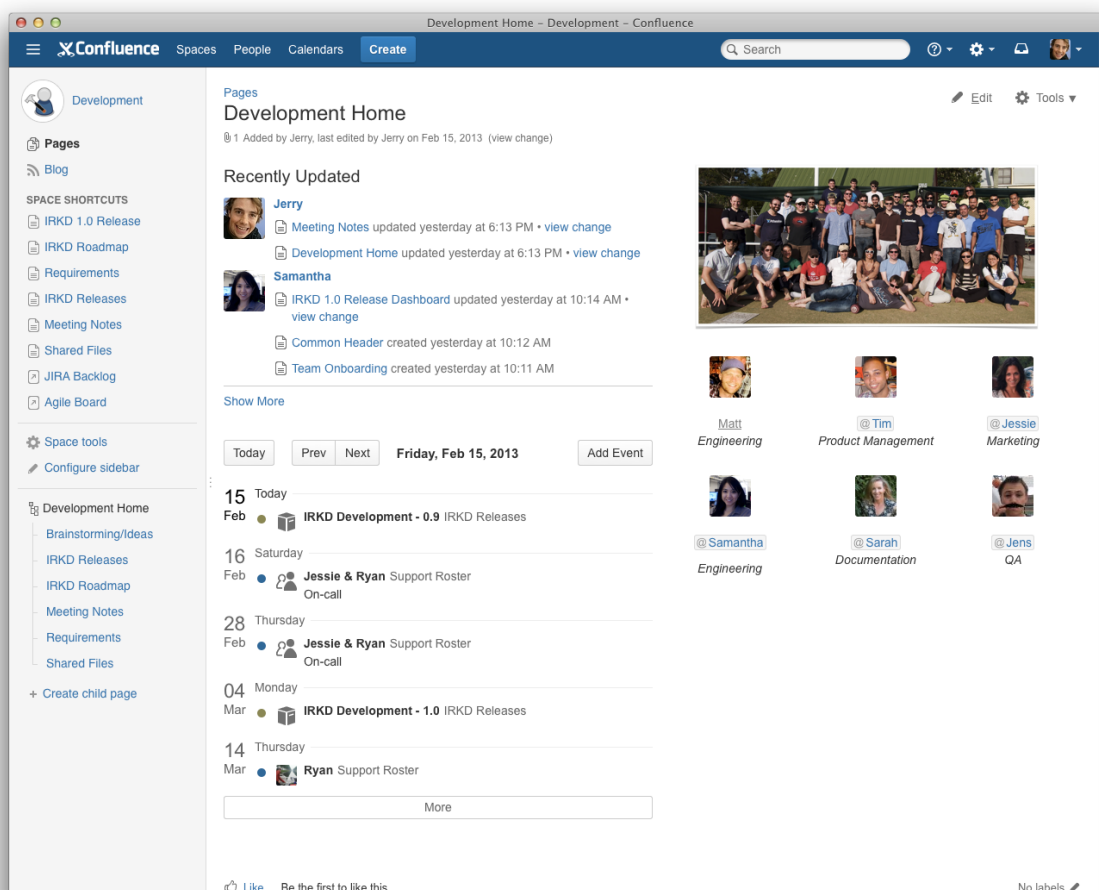 Development Home – Development – Confluence
Confluence Spaces People Calendars Create Search
Development
Pages
Blog
SPACE SHORTCUTS
IRKD 1.0 Release
IRKD Roadmap
Requirements
IRKD Releases
Meeting Notes
Shared Files
JIRA Backlog
Agile Board
Space tools
Configure sidebar
Development Home
Brainstorming/Ideas
IRKD Releases
IRKD Roadmap
Meeting Notes
Requirements
Shared Files
+ Create child page
Pages
Edit Tools ▾
Development Home
1 Added by Jerry, last edited by Jerry on Feb 15, 2013 (view change)
Recently Updated
Jerry
Meeting Notes updated yesterday at 6:13 PM • view change
Development Home updated yesterday at 6:13 PM • view change
Samantha
IRKD 1.0 Release Dashboard updated yesterday at 10:14 AM •
view change
Common Header created yesterday at 10:12 AM
Team Onboarding created yesterday at 10:11 AM
Show More
Today Prev Next Friday, Feb 15, 2013 Add Event
15 Today
Feb IRKD Development - 0.9 IRKD Releases
16 Saturday
Feb Jessie & Ryan Support Roster
On-call
28 Thursday
Feb Jessie & Ryan Support Roster
On-call
04 Monday
Mar IRKD Development - 1.0 IRKD Releases
14 Thursday
Mar Ryan Support Roster
More
Matt @Tim @Jessie
Engineering Product Management Marketing
@Samantha @Sarah @Jens
Engineering Documentation QA
Like Be the first to like this No labels